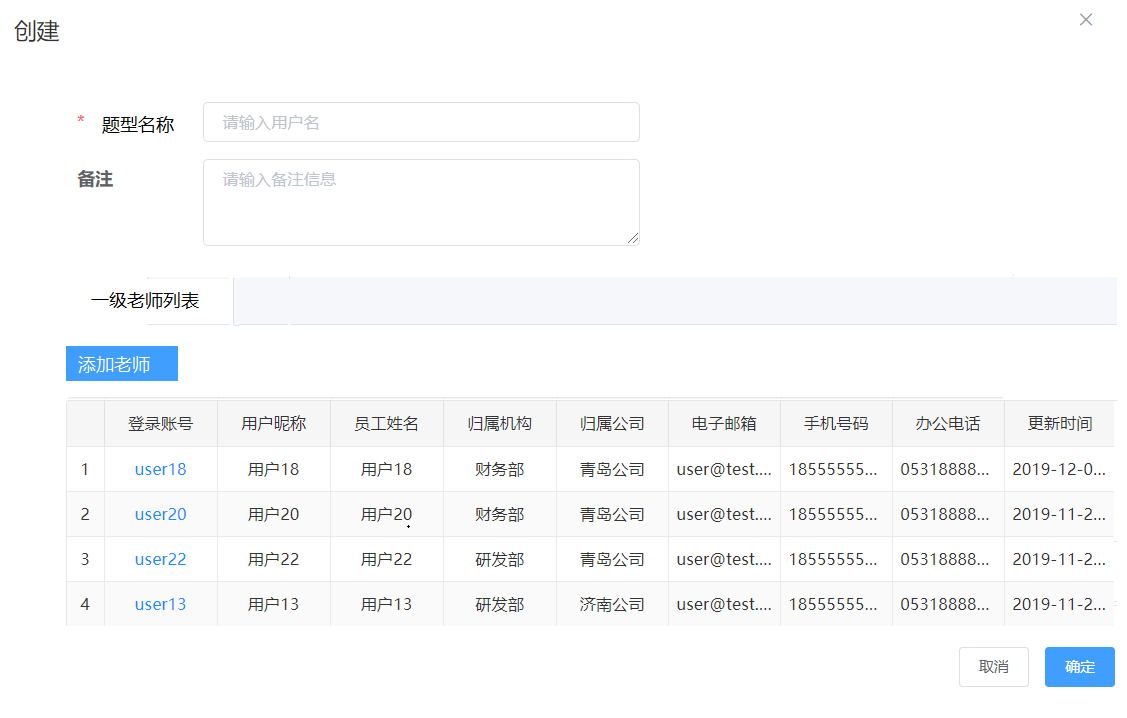 创建
* 题型名称 请输入用户名
备注 请输入备注信息
一级老师列表
添加老师
登录账号 用户昵称 员工姓名 归属机构 归属公司 电子邮箱 手机号码 办公电话 更新时间
1 user18 用户18 用户18 财务部 青岛公司 user@test.... 18555555... 05318888... 2019-12-0...
2 user20 用户20 用户20 财务部 青岛公司 user@test.... 18555555... 05318888... 2019-11-2...
3 user22 用户22 用户22 研发部 青岛公司 user@test.... 18555555... 05318888... 2019-11-2...
4 user13 用户13 用户13 研发部 济南公司 user@test.... 18555555... 05318888... 2019-11-2...
取消 确定